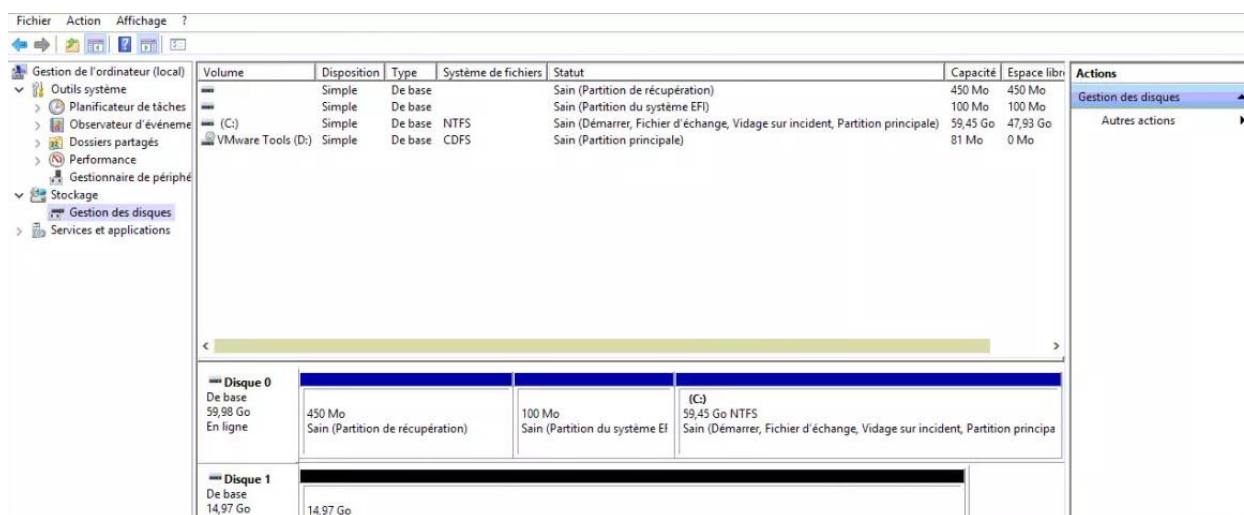 Fichier Action Affichage ?
Gestion de l'ordinateur (local)
Outils système
Planificateur de tâches
Observateur d'événeme
Dossiers partagés
Performance
Gestionnaire de périphé
Stockage
Gestion des disques
Services et applications
Volume Disposition Type Système de fichiers Statut Capacité Espace libre
Simple De base Sain (Partition de récupération) 450 Mo 450 Mo
Simple De base Sain (Partition du système EFI) 100 Mo 100 Mo
(C:) Simple De base NTFS Sain (Démarrer, Fichier d'échange, Vidage sur incident, Partition principale) 59,45 Go 47,93 Go
VMware Tools (D:) Simple De base CDFS Sain (Partition principale) 81 Mo 0 Mo
Disque 0
De base
59,98 Go
En ligne
450 Mo
Sain (Partition de récupération)
100 Mo
Sain (Partition du système EF
(C:)
59,45 Go NTFS
Sain (Démarrer, Fichier d'échange, Vidage sur incident, Partition principa
Disque 1
De base
14,97 Go
14,97 Go
Actions
Gestion des disques
Autres actions